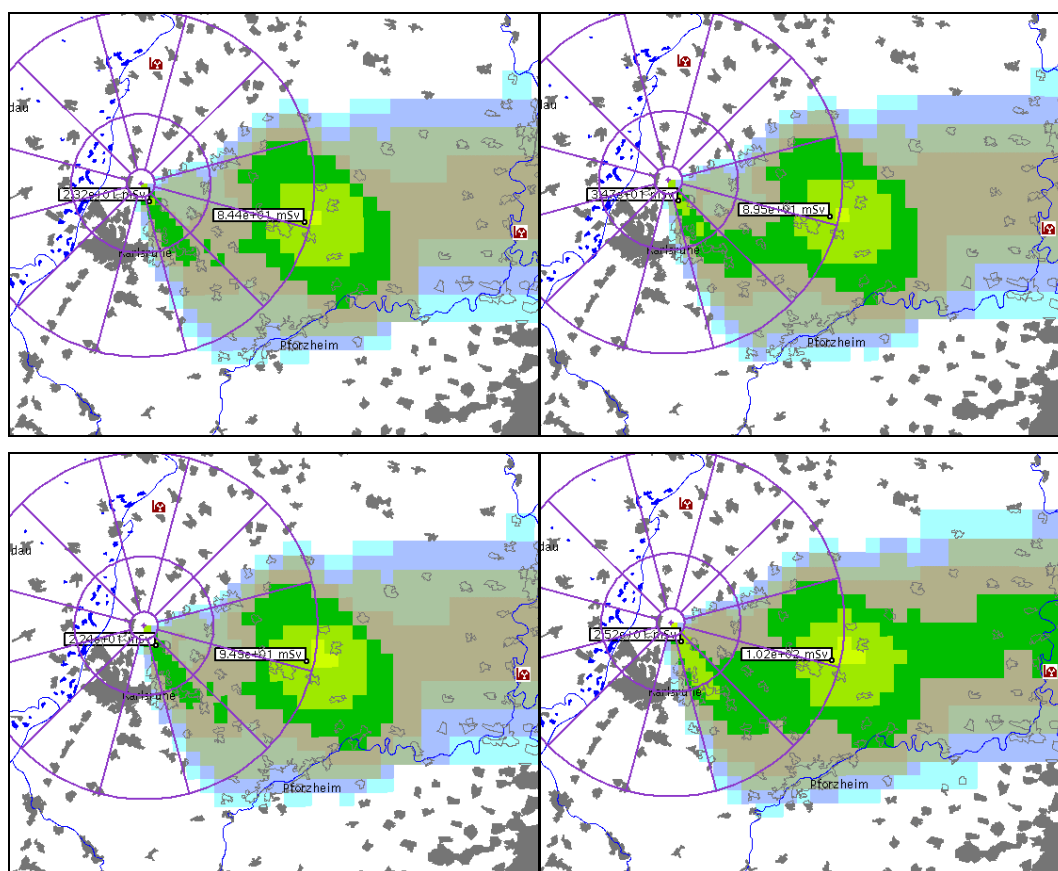 dau
2.32e+01 mSv
8.44e+01 mSv
Karlsruhe
Pforzheim
dau
3.47e+01 mSv
8.95e+01 mSv
Karlsruhe
Pforzheim
dau
2.24e+01 mSv
9.49e+01 mSv
Karlsruhe
Pforzheim
dau
2.52e+01 mSv
1.02e+02 mSv
Karlsruhe
Pforzheim